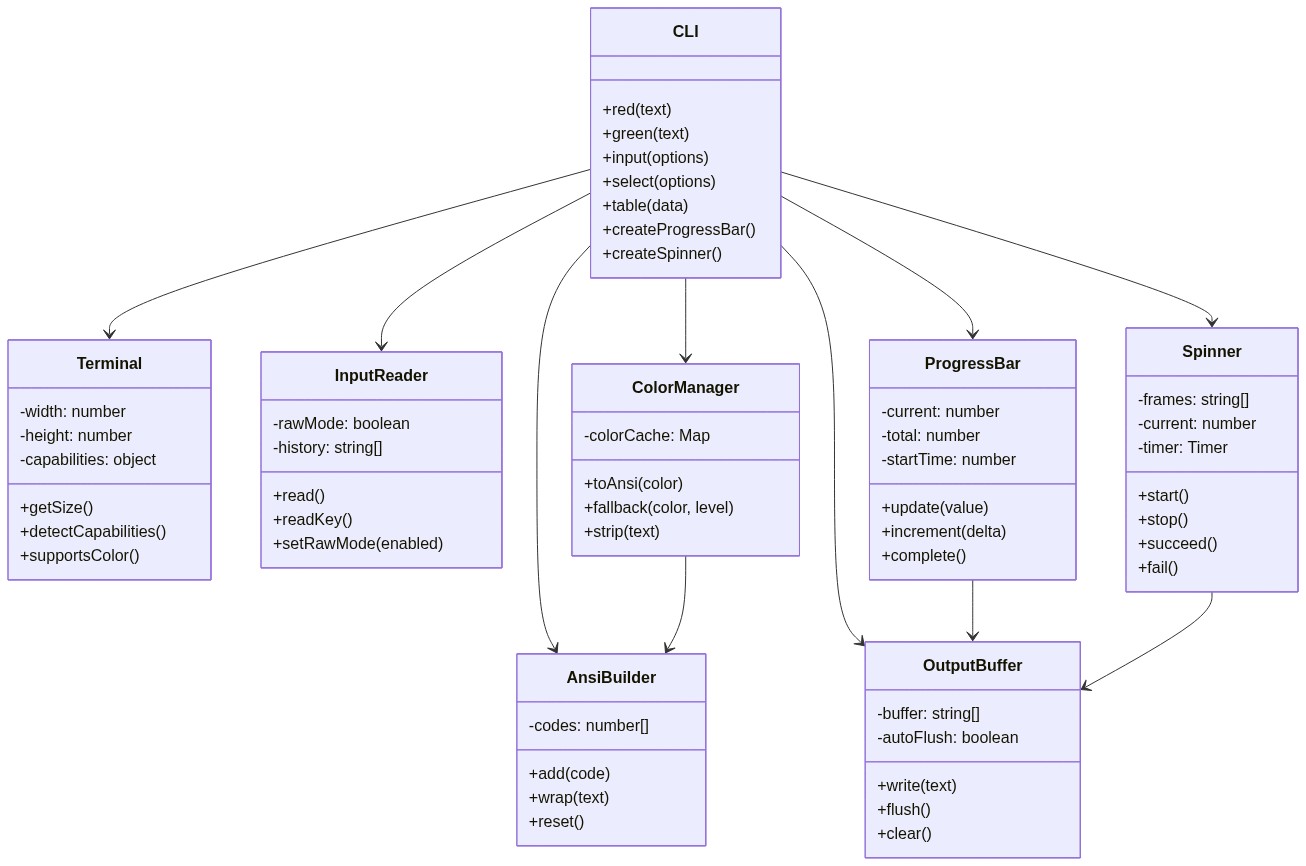 CLI
+red(text)
+green(text)
+input(options)
+select(options)
+table(data)
+createProgressBar()
+createSpinner()
Terminal
-width: number
-height: number
-capabilities: object
+getSize()
+detectCapabilities()
+supportsColor()
InputReader
-rawMode: boolean
-history: string[]
+read()
+readKey()
+setRawMode(enabled)
ColorManager
-colorCache: Map
+toAnsi(color)
+fallback(color, level)
+strip(text)
ProgressBar
-current: number
-total: number
-startTime: number
+update(value)
+increment(delta)
+complete()
Spinner
-frames: string[]
-current: number
-timer: Timer
+start()
+stop()
+succeed()
+fail()
AnsiBuilder
-codes: number[]
+add(code)
+wrap(text)
+reset()
OutputBuffer
-buffer: string[]
-autoFlush: boolean
+write(text)
+flush()
+clear()